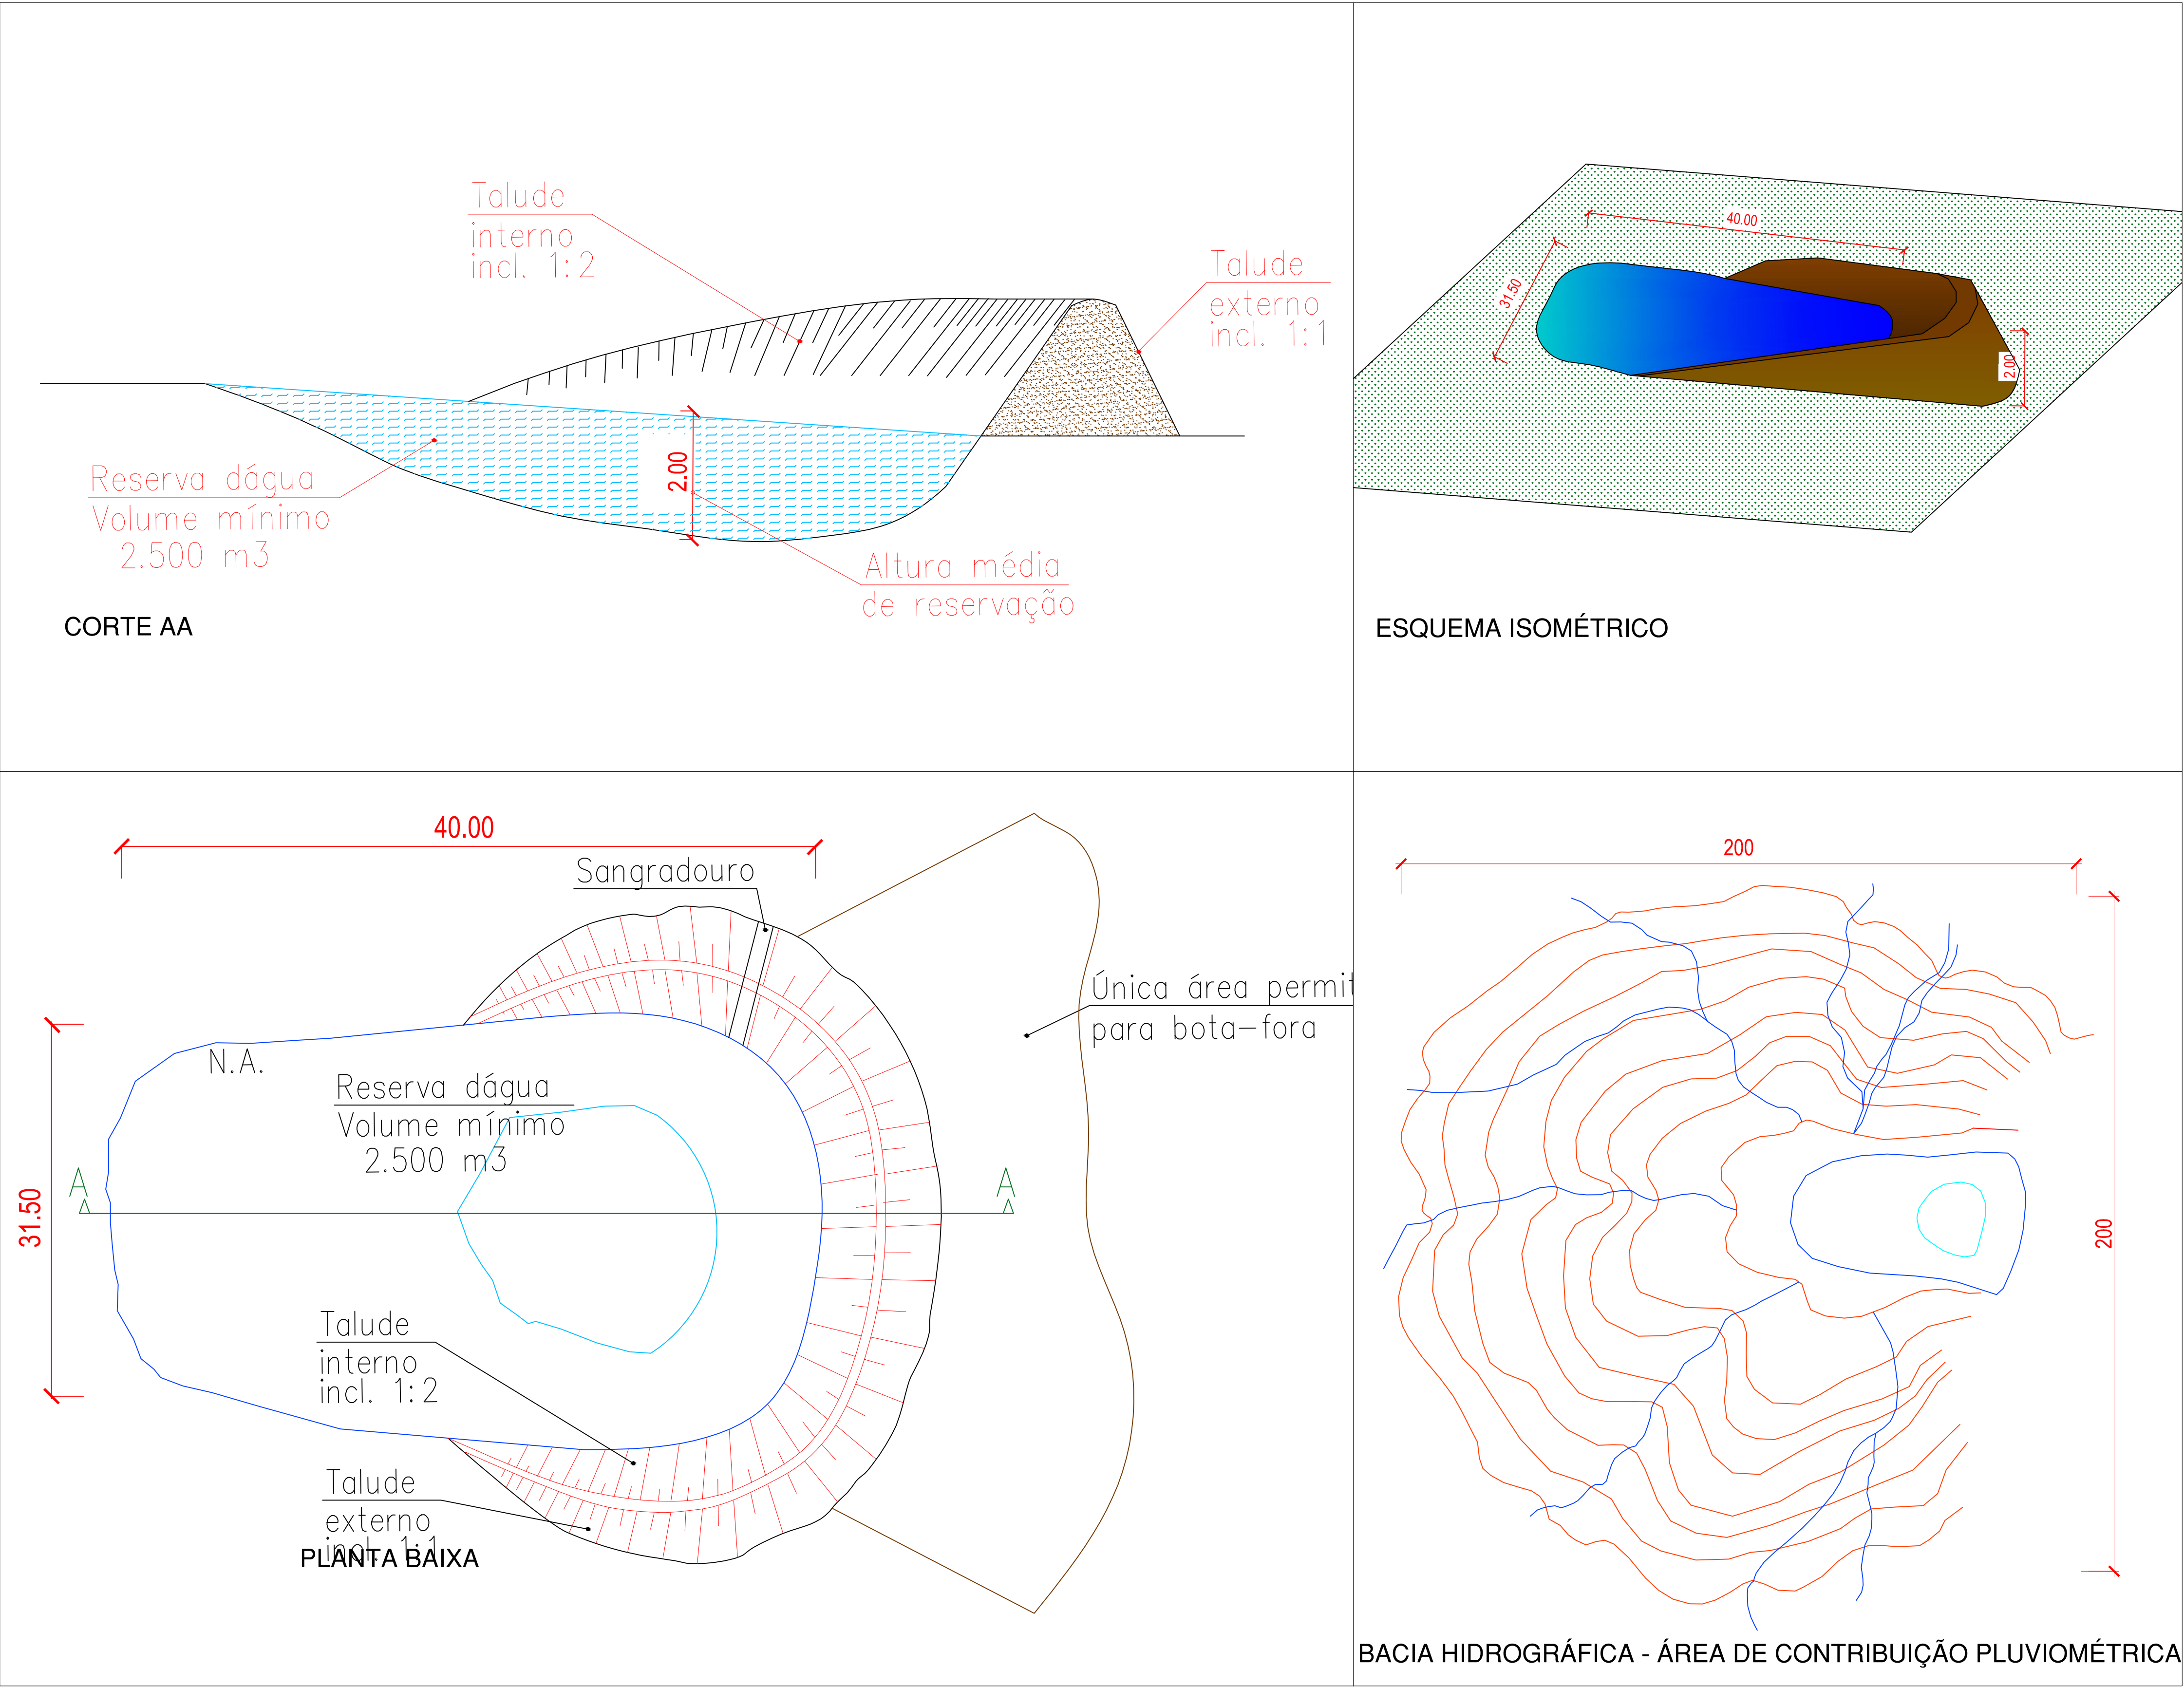 Talude
interno
incl. 1:2
Talude
externo
incl. 1:1
Reserva dágua
Volume mínimo
2.500 m3
2.00
Altura média
de reservação
CORTE AA
40.00
31.50
2.00
ESQUEMA ISOMÉTRICO
40.00
Sangradouro
Única área permit
para bota-fora
N.A.
Reserva dágua
Volume mínimo
2.500 m3
A
A
31.50
Talude
interno
incl. 1:2
Talude
externo
incl. 1:1
PLANTA BAIXA
200
200
BACIA HIDROGRÁFICA - ÁREA DE CONTRIBUIÇÃO PLUVIOMÉTRICA